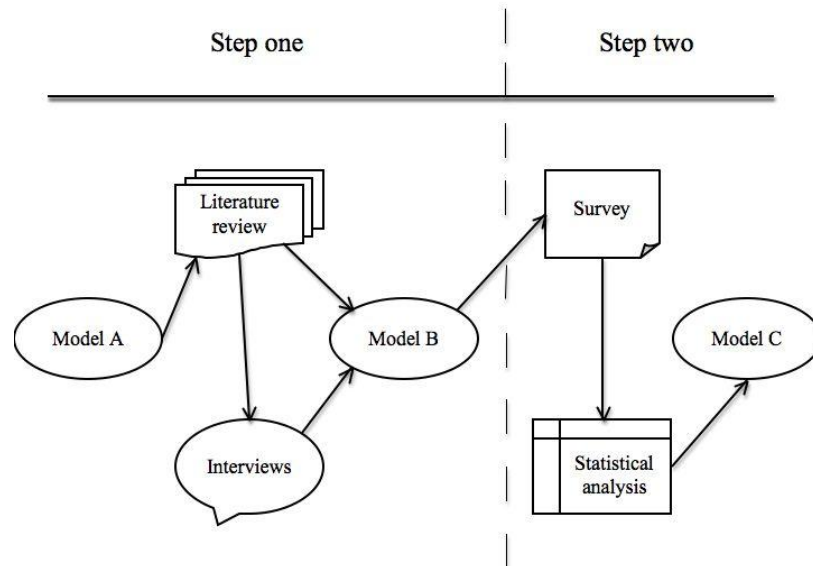 Step one
Step two
Literature
review
Survey
Model A
Model B
Model C
Interviews
Statistical
analysis